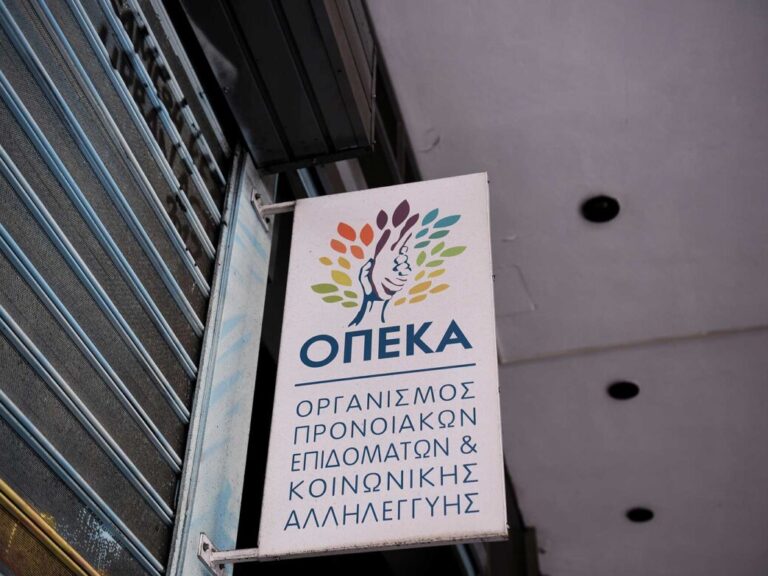 ΟΠΕΚΑ
ΟΡΓΑΝΙΣΜΟΣ
ΠΡΟΝΟΙΑΚΩΝ
ΕΠΙΔΟΜΑΤΩΝ &
ΚΟΙΝΩΝΙΚΗΣ
ΑΛΛΗΛΕΓΓΥΗΣ